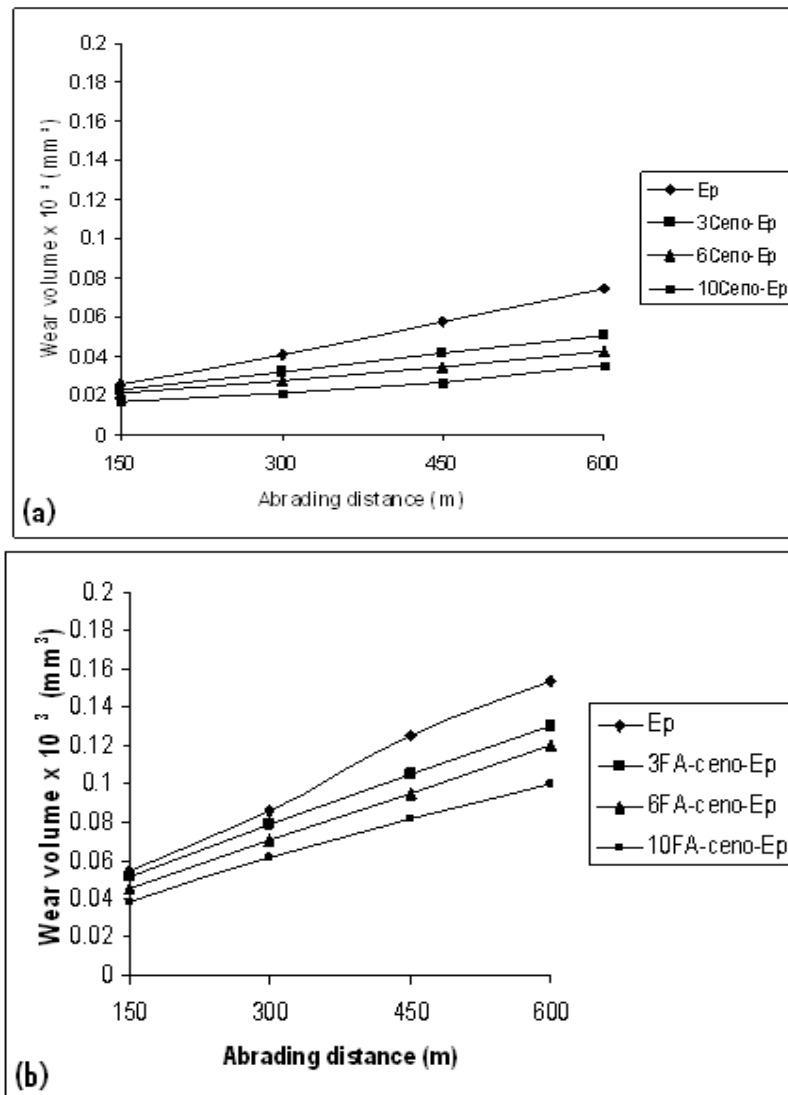 0.2
0.18
0.16
0.14
0.12
0.1
0.08
0.06
0.04
0.02
0
Wear volume x 10⁻³ (mm³)
150 300 450 600
Abrading distance (m)
Ep
3Ceno-Ep
6Ceno-Ep
10Ceno-Ep
(a)
0.2
0.18
0.16
0.14
0.12
0.1
0.08
0.06
0.04
0.02
0
Wear volume x 10³ (mm³)
150 300 450 600
Abrading distance (m)
Ep
3FA-ceno-Ep
6FA-ceno-Ep
10FA-ceno-Ep
(b)